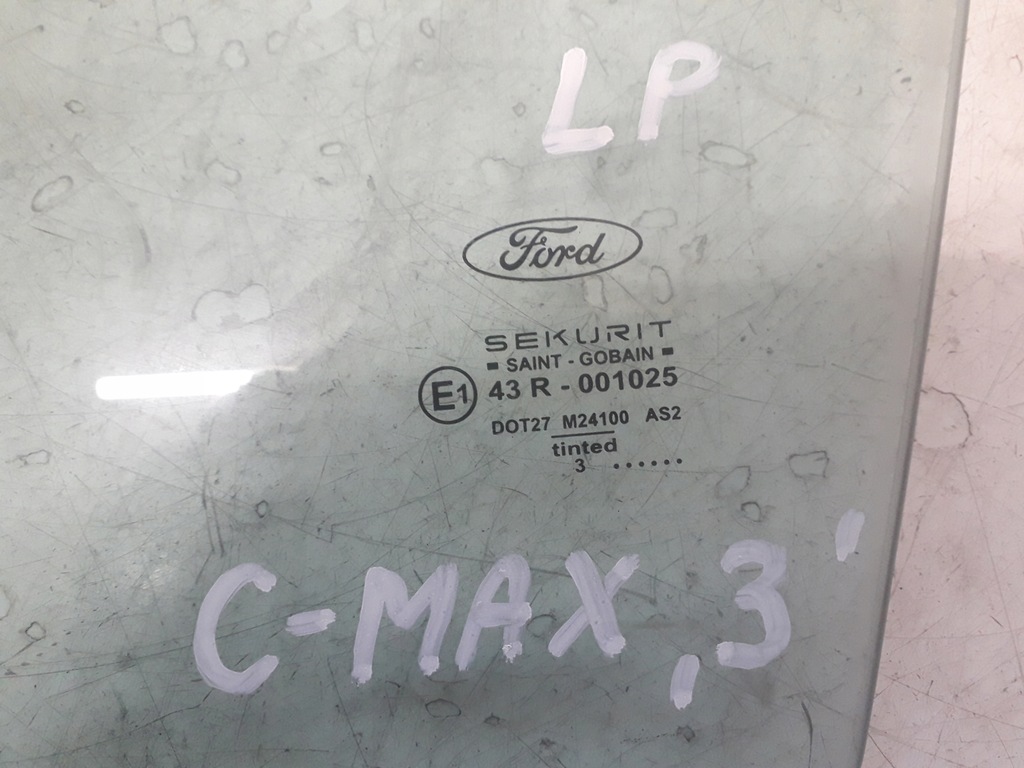 LP
Ford
SEKURIT
SAINT - GOBAIN
E1 43 R - 001025
DOT27 M24100 AS2
tinted
3 ......
C-MAX ,3'